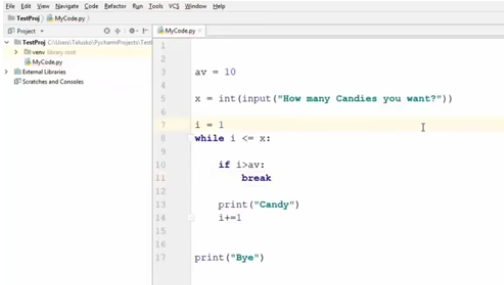 File Edit View Navigate Code Refactor Run Tools VCS Window Help
TestProj MyCode.py
Project
MyCode.py
TestProj C:\Users\Telusko\PycharmProjects\Test
venv library root
MyCode.py
External Libraries
Scratches and Consoles
1
2
3 av = 10
4
5 x = int(input("How many Candies you want?"))
6
7 i = 1
8 while i <= x:
9
10 if i>av:
11 break
12
13 print("Candy")
14 i+=1
15
16
17 print("Bye")